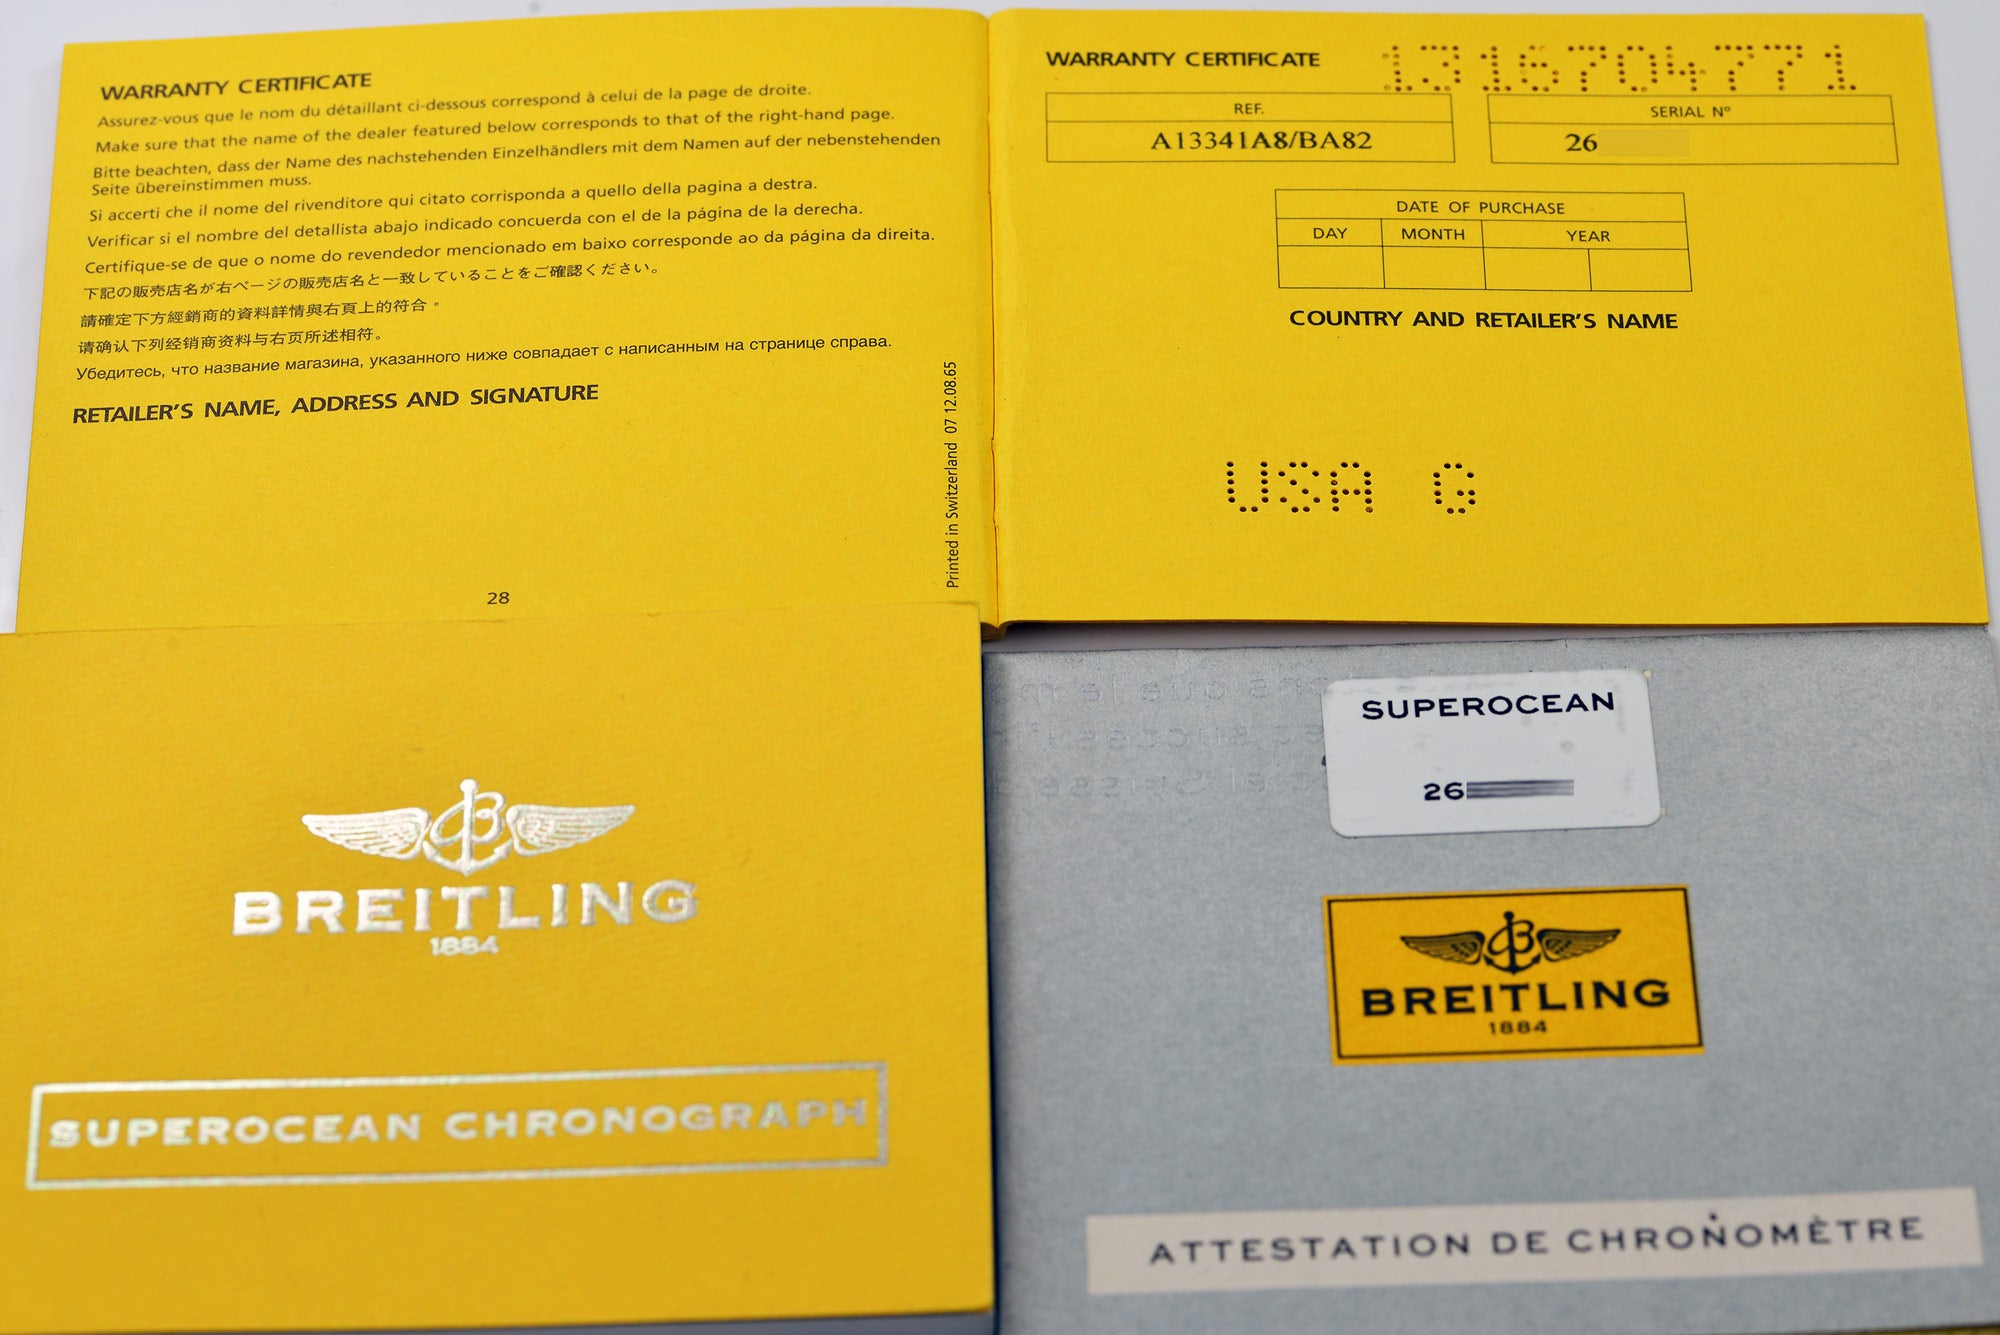 WARRANTY CERTIFICATE
Assurez-vous que le nom du détaillant ci-dessous correspond à celui de la page de droite.
Make sure that the name of the dealer featured below corresponds to that of the right-hand page.
Bitte beachten, dass der Name des nachstehenden Einzelhändlers mit dem Namen auf der nebenstehenden
Seite übereinstimmen muss.
Si accerti che il nome del rivenditore qui citato corrisponda a quello della pagina a destra.
Verificar si el nombre del detallista abajo indicado concuerda con el de la página de la derecha.
Certifique-se de que o nome do revendedor mencionado em baixo corresponde ao da página da direita.
下記の販売店名が右ページの販売店名と一致していることをご確認ください。
請確定下方經銷商的資料詳情與右頁上的符合。
请确认下列经销商资料与右页所述相符。
Убедитесь, что название магазина, указанного ниже совпадает с написанным на странице справа.
RETAILER'S NAME, ADDRESS AND SIGNATURE
Printed in Switzerland 07 12.08.65
28
WARRANTY CERTIFICATE 1316704771
REF.
A13341A8/BA82
SERIAL Nº
26
DATE OF PURCHASE
DAY MONTH YEAR
COUNTRY AND RETAILER'S NAME
USA G
BREITLING
1884
SUPEROCEAN CHRONOGRAPH
SUPEROCEAN
26
BREITLING
1884
ATTESTATION DE CHRONOMÈTRE